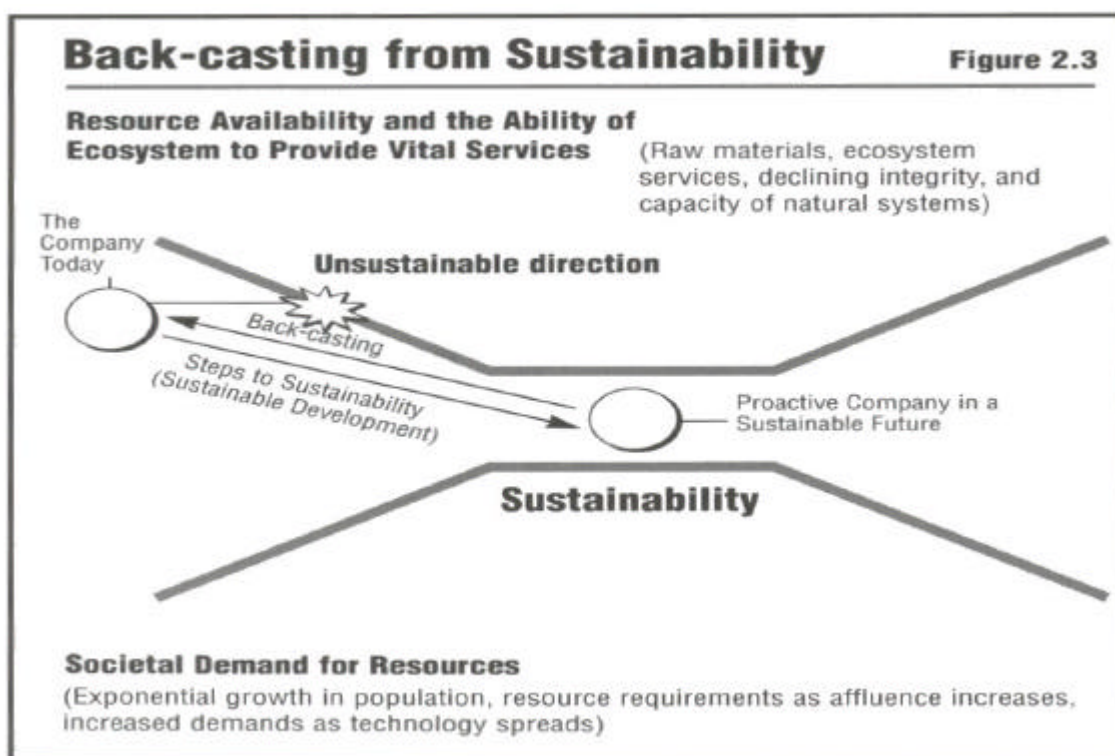 Back-casting from Sustainability
Figure 2.3
Resource Availability and the Ability of
Ecosystem to Provide Vital Services
(Raw materials, ecosystem
services, declining integrity, and
capacity of natural systems)
The
Company
Today
Unsustainable direction
Back-casting
Steps to Sustainability
(Sustainable Development)
Proactive Company in a
Sustainable Future
Sustainability
Societal Demand for Resources
(Exponential growth in population, resource requirements as affluence increases,
increased demands as technology spreads)